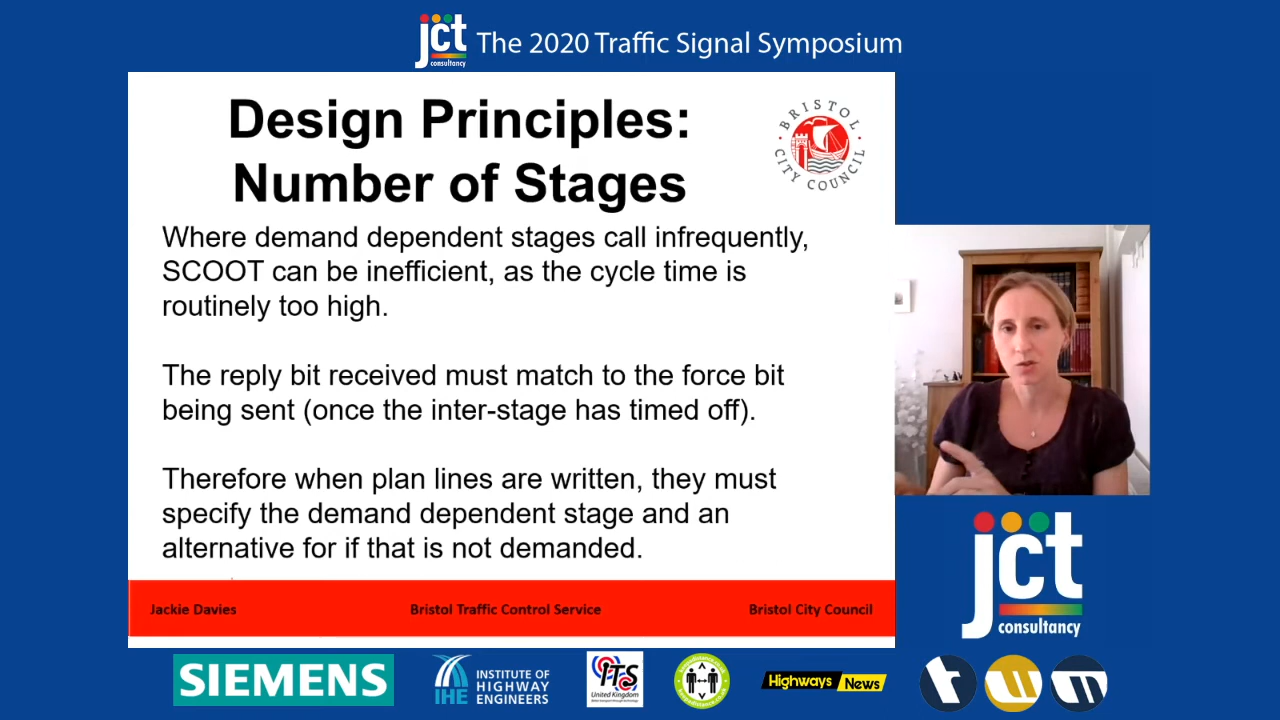 jct
consultancy
The 2020 Traffic Signal Symposium
Design Principles:
Number of Stages
BRISTOL
CITY COUNCIL
Where demand dependent stages call infrequently,
SCOOT can be inefficient, as the cycle time is
routinely too high.
The reply bit received must match to the force bit
being sent (once the inter-stage has timed off).
Therefore when plan lines are written, they must
specify the demand dependent stage and an
alternative for if that is not demanded.
Jackie Davies
Bristol Traffic Control Service
Bristol City Council
jct
consultancy
SIEMENS
IHE
INSTITUTE OF
HIGHWAY
ENGINEERS
ITS
United Kingdom
Highways
News